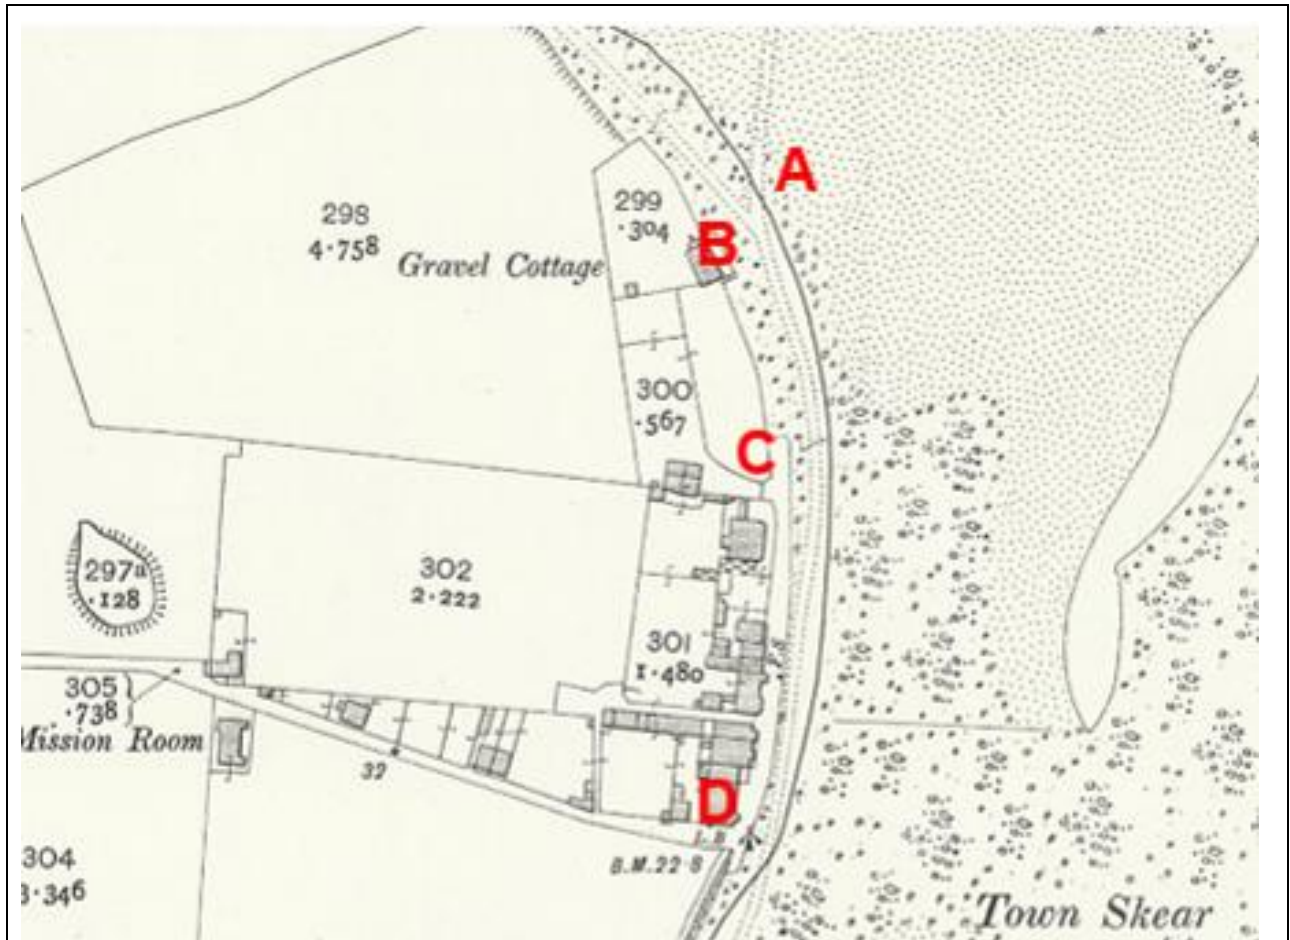 A
299
·304
298
4·758
B
Gravel Cottage
300
·567
C
297a
·128
302
2·222
301
1·480
F.S.
305
·738
Mission Room
32
D
L.B.
B.M.22·8
304
3·346
Town Skear